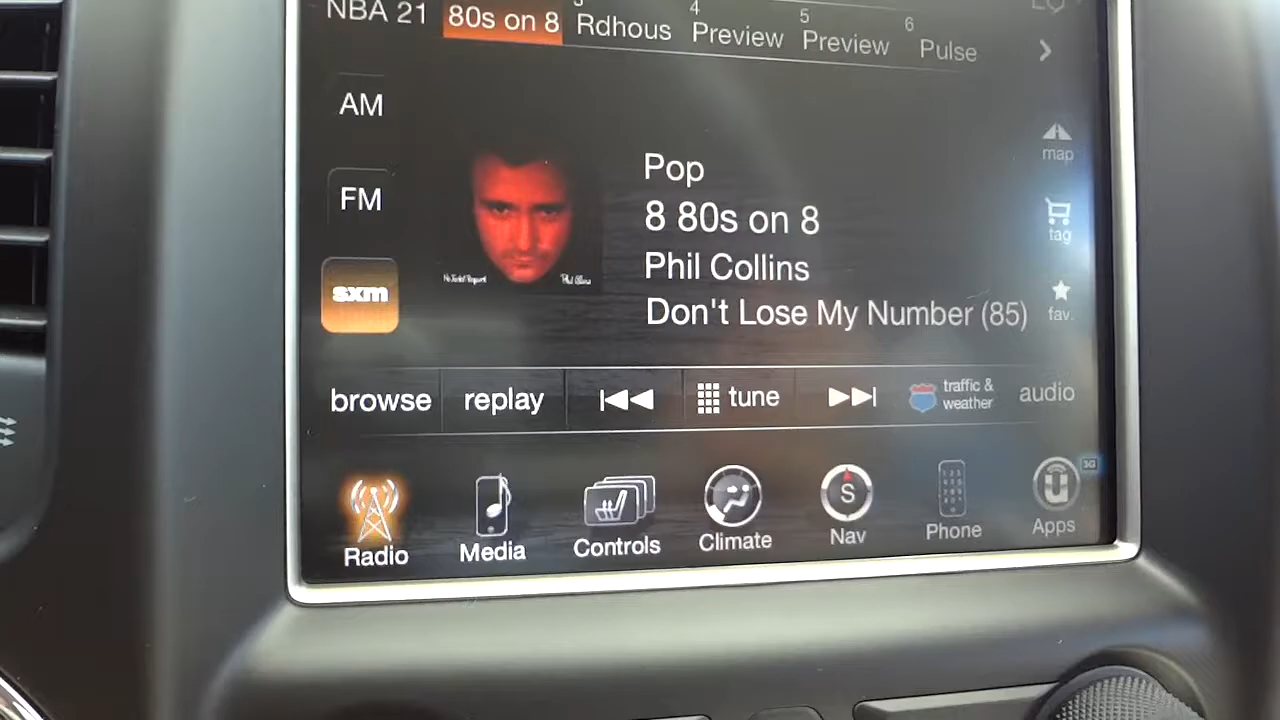 NBA 21
80s on 8
Rdhous
4
Preview
5
Preview
6
Pulse
AM
FM
sxm
Pop
8 80s on 8
Phil Collins
Don't Lose My Number (85)
map
tag
fav.
browse
replay
tune
traffic &
weather
audio
Radio
Media
Controls
Climate
S
Nav
Phone
3G
Apps